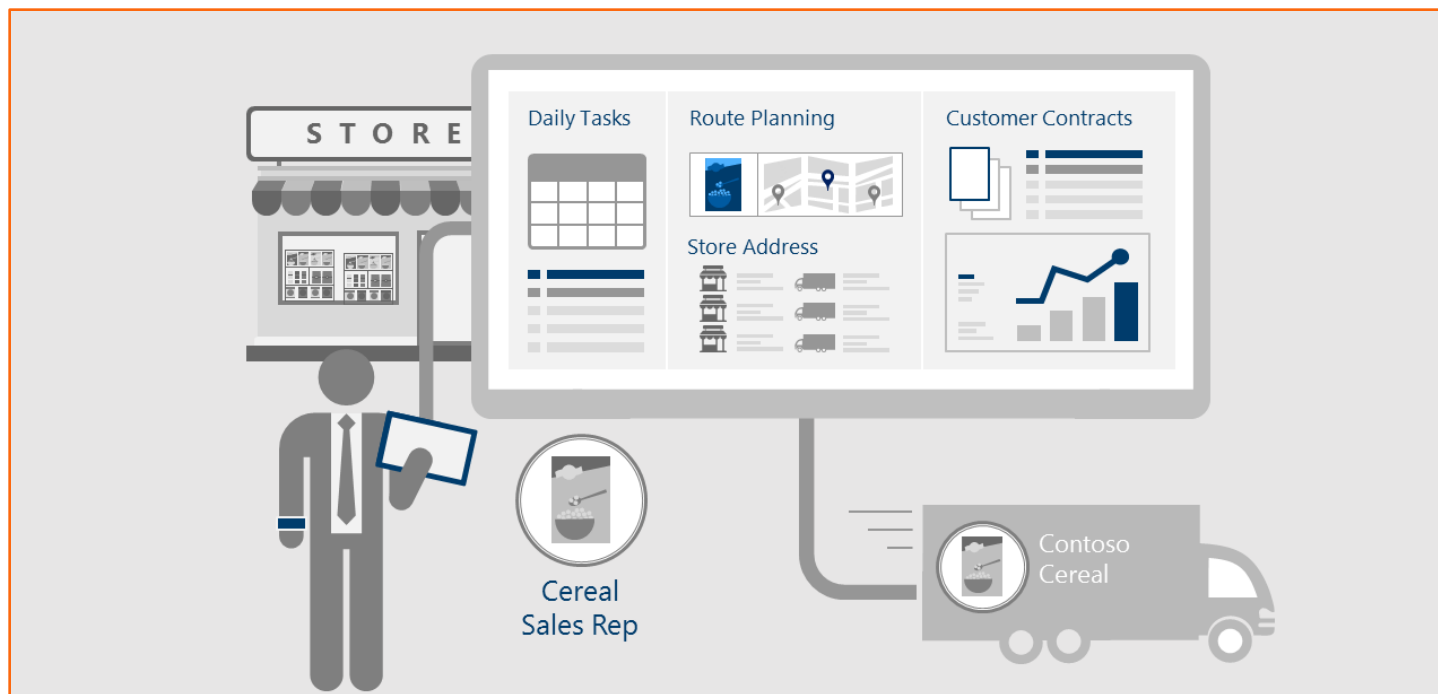 STORE
Daily Tasks
Route Planning
Customer Contracts
Store Address
Cereal
Sales Rep
Contoso
Cereal